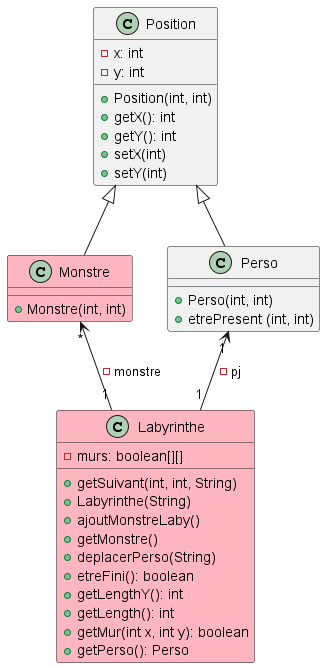 C Position
x: int
y: int
Position(int, int)
getX(): int
getY(): int
setX(int)
setY(int)
C Monstre
Monstre(int, int)
C Perso
Perso(int, int)
etrePresent (int, int)
* 1
monstre pj
1 1
C Labyrinthe
murs: boolean[][]
getSuivant(int, int, String)
Labyrinthe(String)
ajoutMonstreLaby()
getMonstre()
deplacerPerso(String)
etreFini(): boolean
getLengthY(): int
getLength(): int
getMur(int x, int y): boolean
getPerso(): Perso